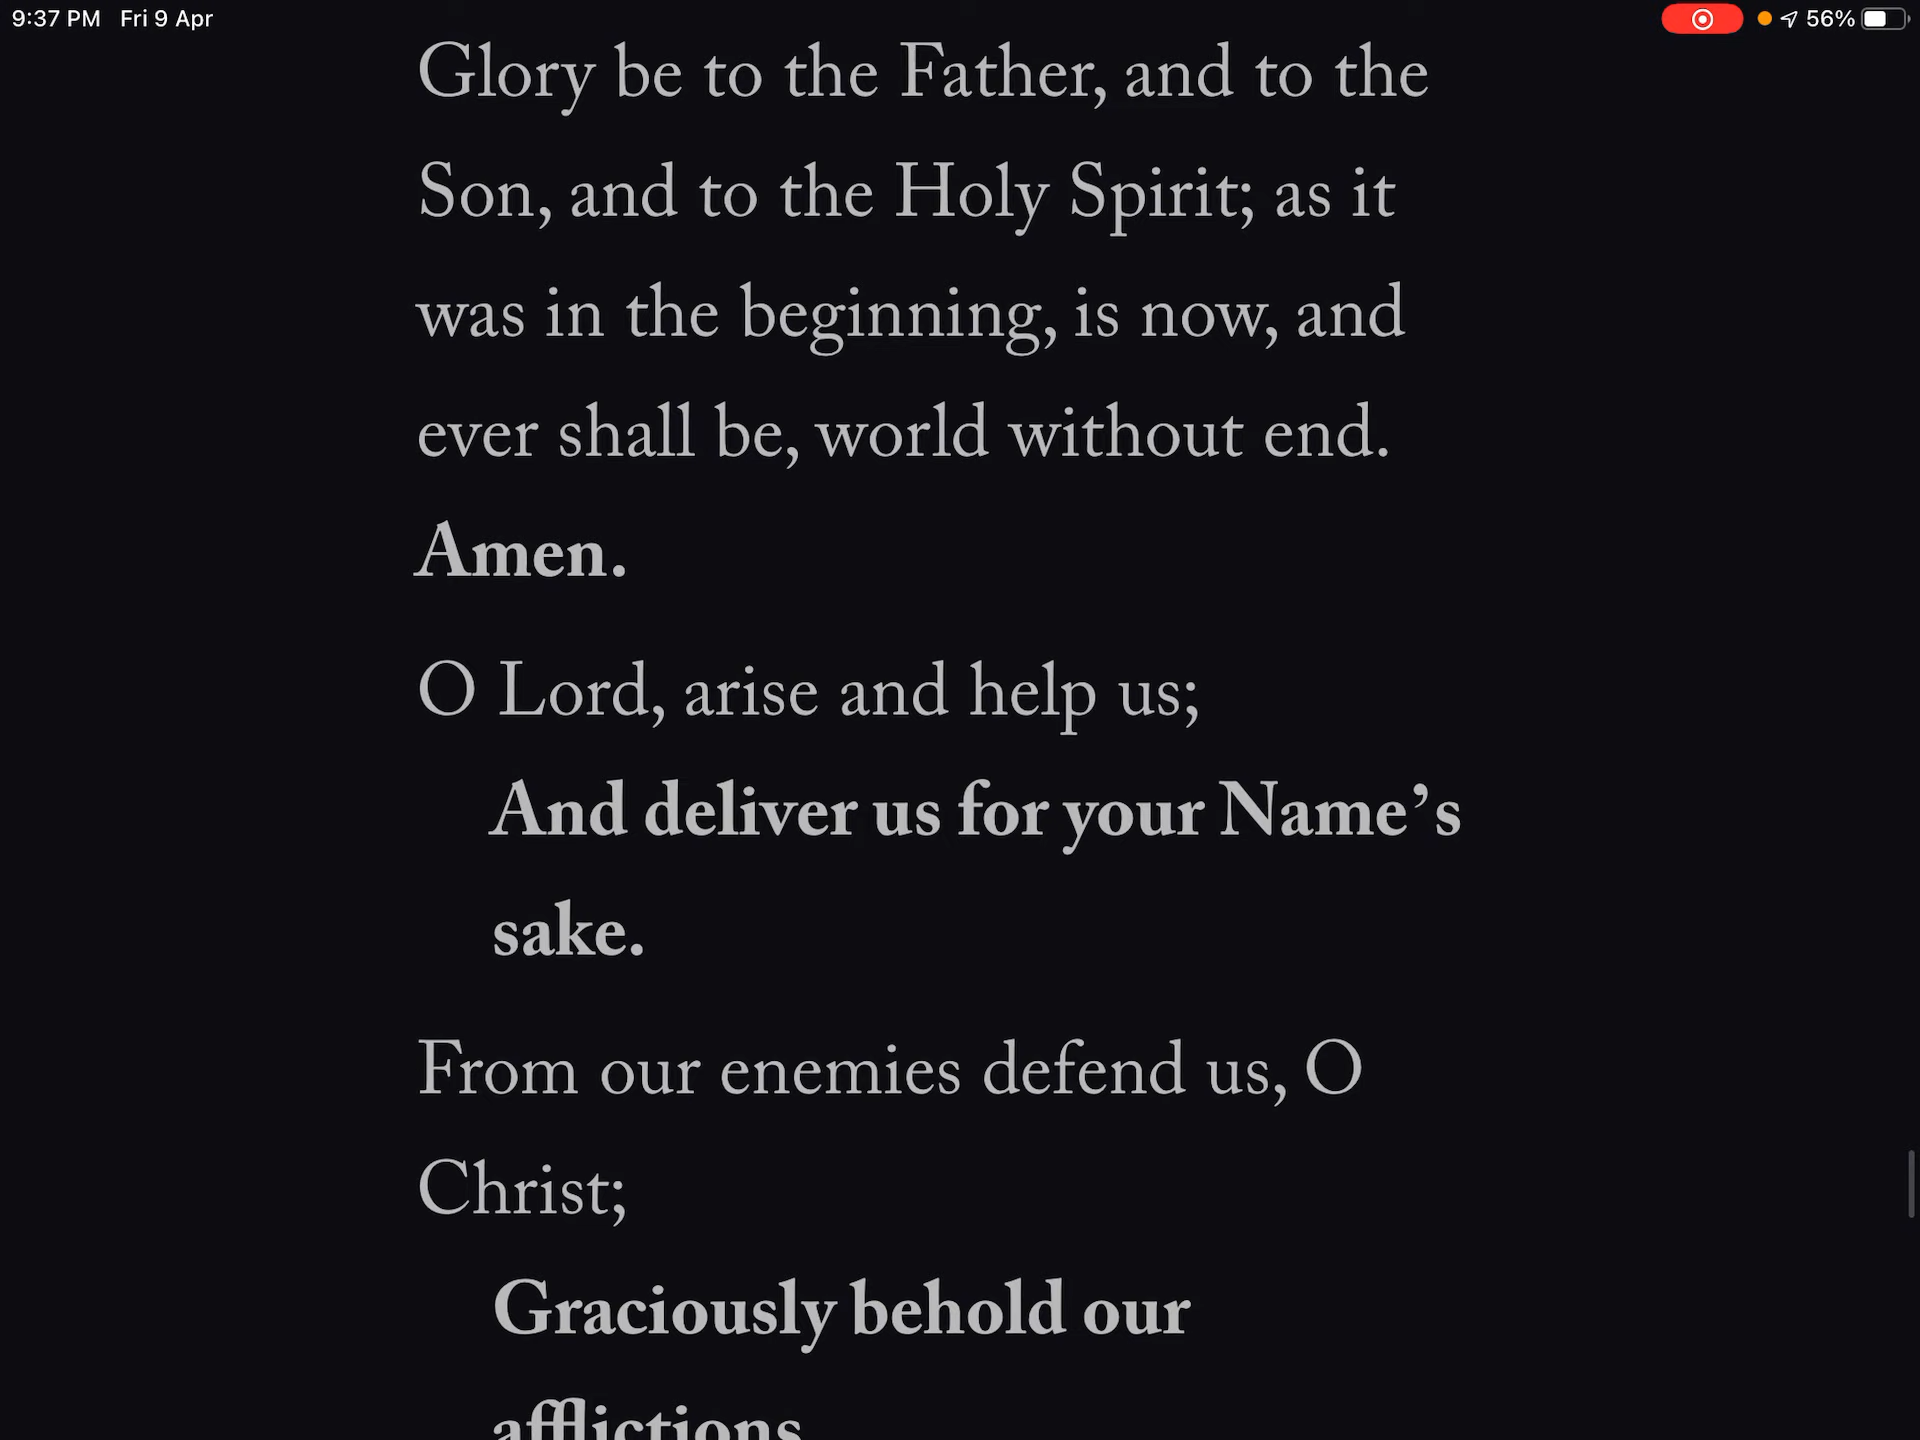 9:37 PM Fri 9 Apr 56%
Glory be to the Father, and to the
Son, and to the Holy Spirit; as it
was in the beginning, is now, and
ever shall be, world without end.
Amen.
O Lord, arise and help us;
And deliver us for your Name’s
sake.
From our enemies defend us, O
Christ;
Graciously behold our
afflictions